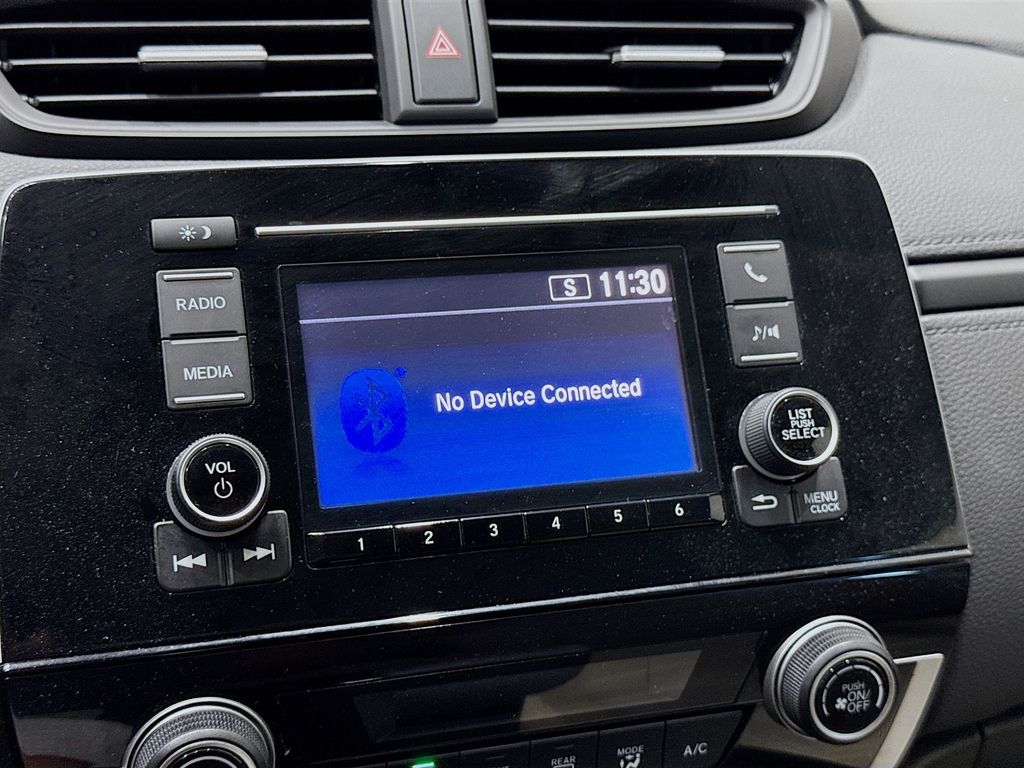 S 11:30
RADIO
MEDIA
No Device Connected
VOL
LIST
PUSH
SELECT
MENU
CLOCK
1 2 3 4 5 6
PUSH
ON/
OFF
MODE
REAR
A/C